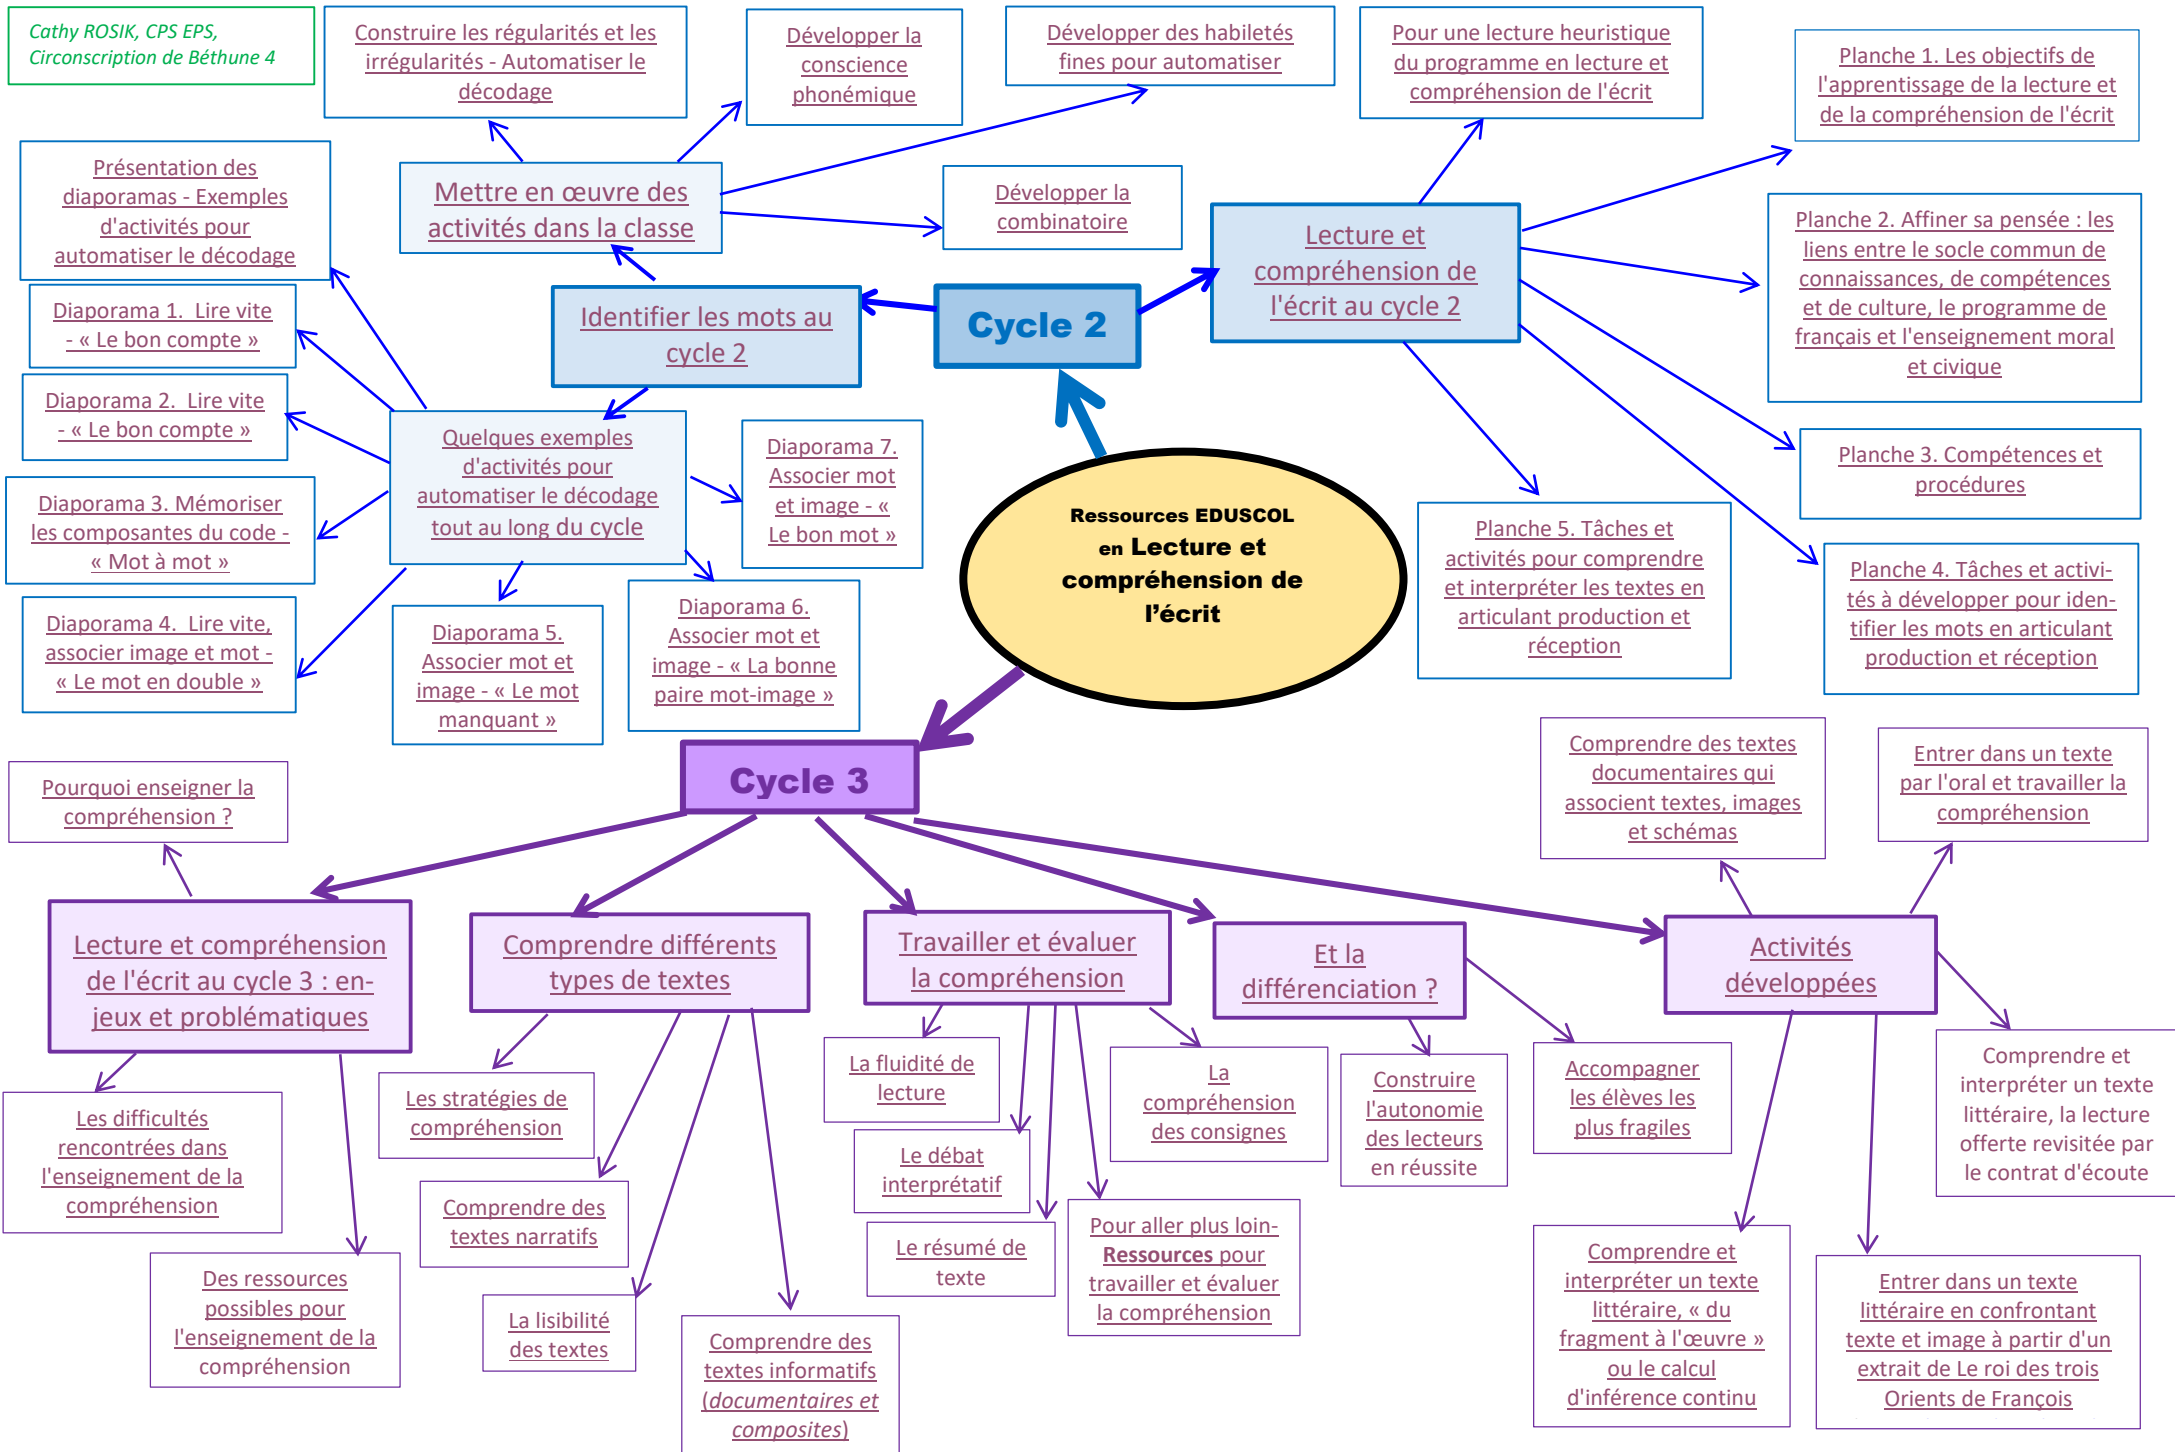 Cathy ROSIK, CPS EPS,
Circonscription de Béthune 4
Construire les régularités et les
irrégularités - Automatiser le
décodage
Développer la
conscience
phonémique
Développer des habiletés
fines pour automatiser
Pour une lecture heuristique
du programme en lecture et
compréhension de l'écrit
Planche 1. Les objectifs de
l'apprentissage de la lecture et
de la compréhension de l'écrit
Présentation des
diaporamas - Exemples
d'activités pour
automatiser le décodage
Mettre en œuvre des
activités dans la classe
Développer la
combinatoire
Lecture et
compréhension de
l'écrit au cycle 2
Planche 2. Affiner sa pensée : les
liens entre le socle commun de
connaissances, de compétences
et de culture, le programme de
français et l'enseignement moral
et civique
Diaporama 1.  Lire vite
- « Le bon compte »
Identifier les mots au
cycle 2
Cycle 2
Diaporama 2.  Lire vite
- « Le bon compte »
Quelques exemples
d'activités pour
automatiser le décodage
tout au long du cycle
Diaporama 7.
Associer mot
et image - «
Le bon mot »
Planche 3. Compétences et
procédures
Diaporama 3. Mémoriser
les composantes du code -
« Mot à mot »
Ressources EDUSCOL
en Lecture et
compréhension de
l’écrit
Planche 5. Tâches et
activités pour comprendre
et interpréter les textes en
articulant production et
réception
Planche 4. Tâches et activi-
tés à développer pour iden-
tifier les mots en articulant
production et réception
Diaporama 4.  Lire vite,
associer image et mot -
« Le mot en double »
Diaporama 5.
Associer mot et
image - « Le mot
manquant »
Diaporama 6.
Associer mot et
image - « La bonne
paire mot-image »
Cycle 3
Pourquoi enseigner la
compréhension ?
Comprendre des textes
documentaires qui
associent textes, images
et schémas
Entrer dans un texte
par l'oral et travailler la
compréhension
Lecture et compréhension
de l'écrit au cycle 3 : en-
jeux et problématiques
Comprendre différents
types de textes
Travailler et évaluer
la compréhension
Et la
différenciation ?
Activités
développées
Les difficultés
rencontrées dans
l'enseignement de la
compréhension
Les stratégies de
compréhension
La fluidité de
lecture
La
compréhension
des consignes
Construire
l'autonomie
des lecteurs
en réussite
Accompagner
les élèves les
plus fragiles
Comprendre et
interpréter un texte
littéraire, la lecture
offerte revisitée par
le contrat d'écoute
Le débat
interprétatif
Comprendre des
textes narratifs
Le résumé de
texte
Pour aller plus loin-
Ressources pour
travailler et évaluer
la compréhension
Des ressources
possibles pour
l'enseignement de la
compréhension
La lisibilité
des textes
Comprendre des
textes informatifs
(documentaires et
composites)
Comprendre et
interpréter un texte
littéraire, « du
fragment à l'œuvre »
ou le calcul
d'inférence continu
Entrer dans un texte
littéraire en confrontant
texte et image à partir d'un
extrait de Le roi des trois
Orients de François